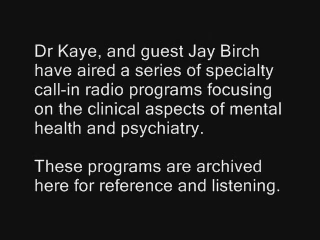 Dr Kaye, and guest Jay Birch
have aired a series of specialty
call-in radio programs focusing
on the clinical aspects of mental
health and psychiatry.
These programs are archived
here for reference and listening.